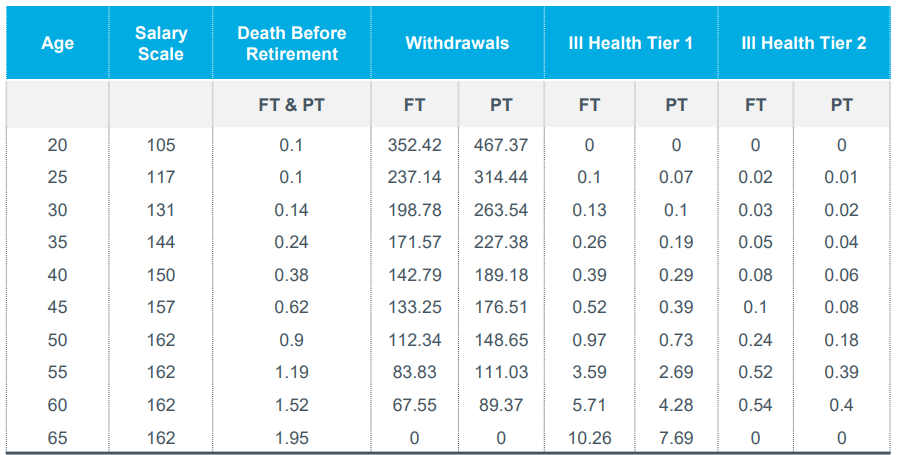 Age Salary Scale Death Before Retirement Withdrawals Ill Health Tier 1 Ill Health Tier 2
FT & PT FT PT FT PT FT PT
20 105 0.1 352.42 467.37 0 0 0 0
25 117 0.1 237.14 314.44 0.1 0.07 0.02 0.01
30 131 0.14 198.78 263.54 0.13 0.1 0.03 0.02
35 144 0.24 171.57 227.38 0.26 0.19 0.05 0.04
40 150 0.38 142.79 189.18 0.39 0.29 0.08 0.06
45 157 0.62 133.25 176.51 0.52 0.39 0.1 0.08
50 162 0.9 112.34 148.65 0.97 0.73 0.24 0.18
55 162 1.19 83.83 111.03 3.59 2.69 0.52 0.39
60 162 1.52 67.55 89.37 5.71 4.28 0.54 0.4
65 162 1.95 0 0 10.26 7.69 0 0